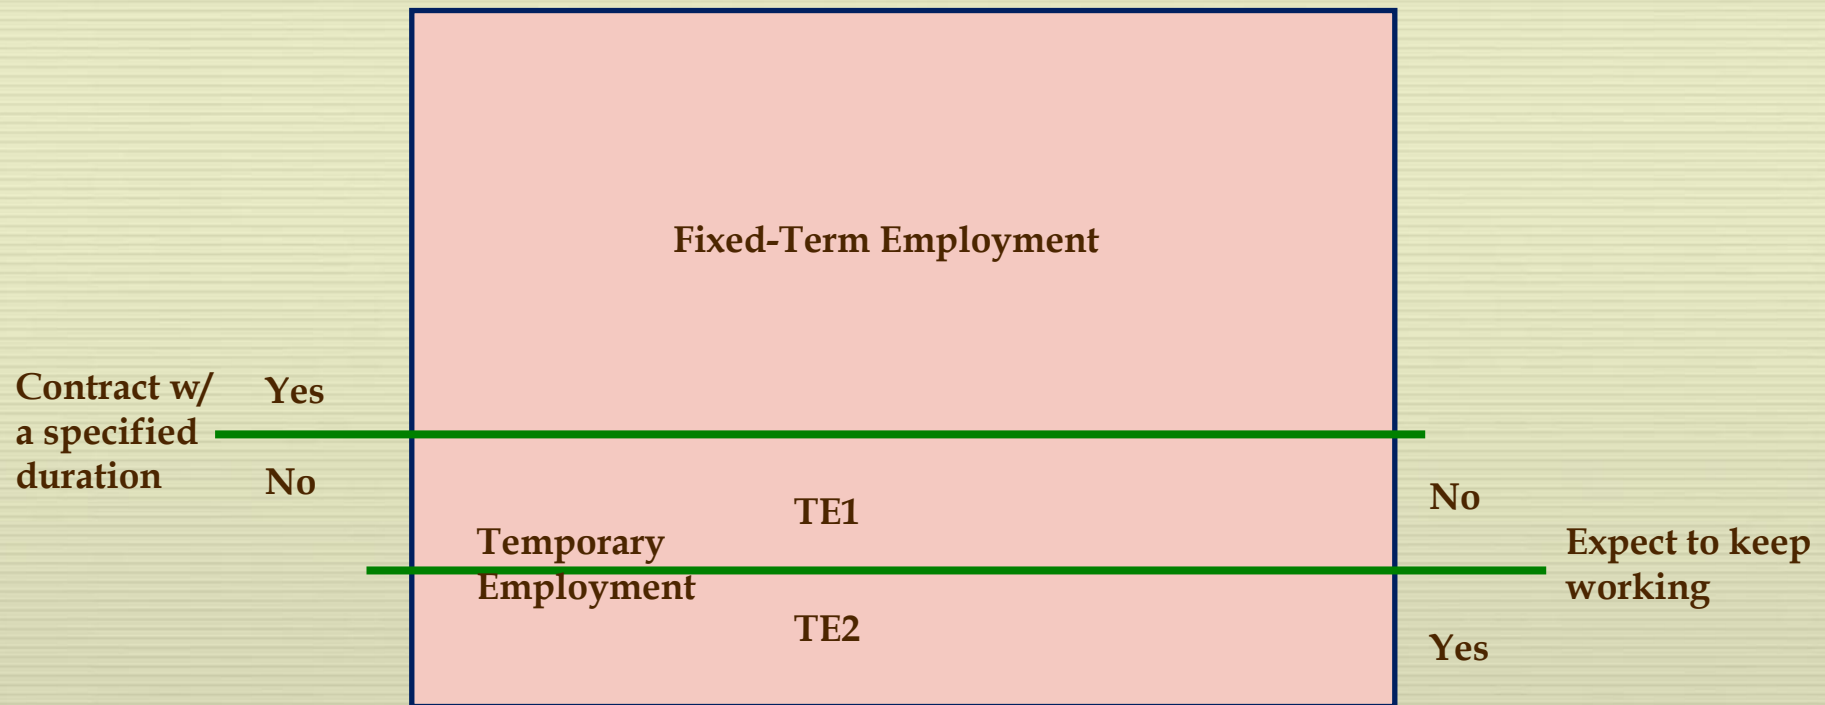 Fixed-Term Employment
Contract w/
a specified
duration
Yes
No
TE1
Temporary
Employment
TE2
No
Expect to keep
working
Yes